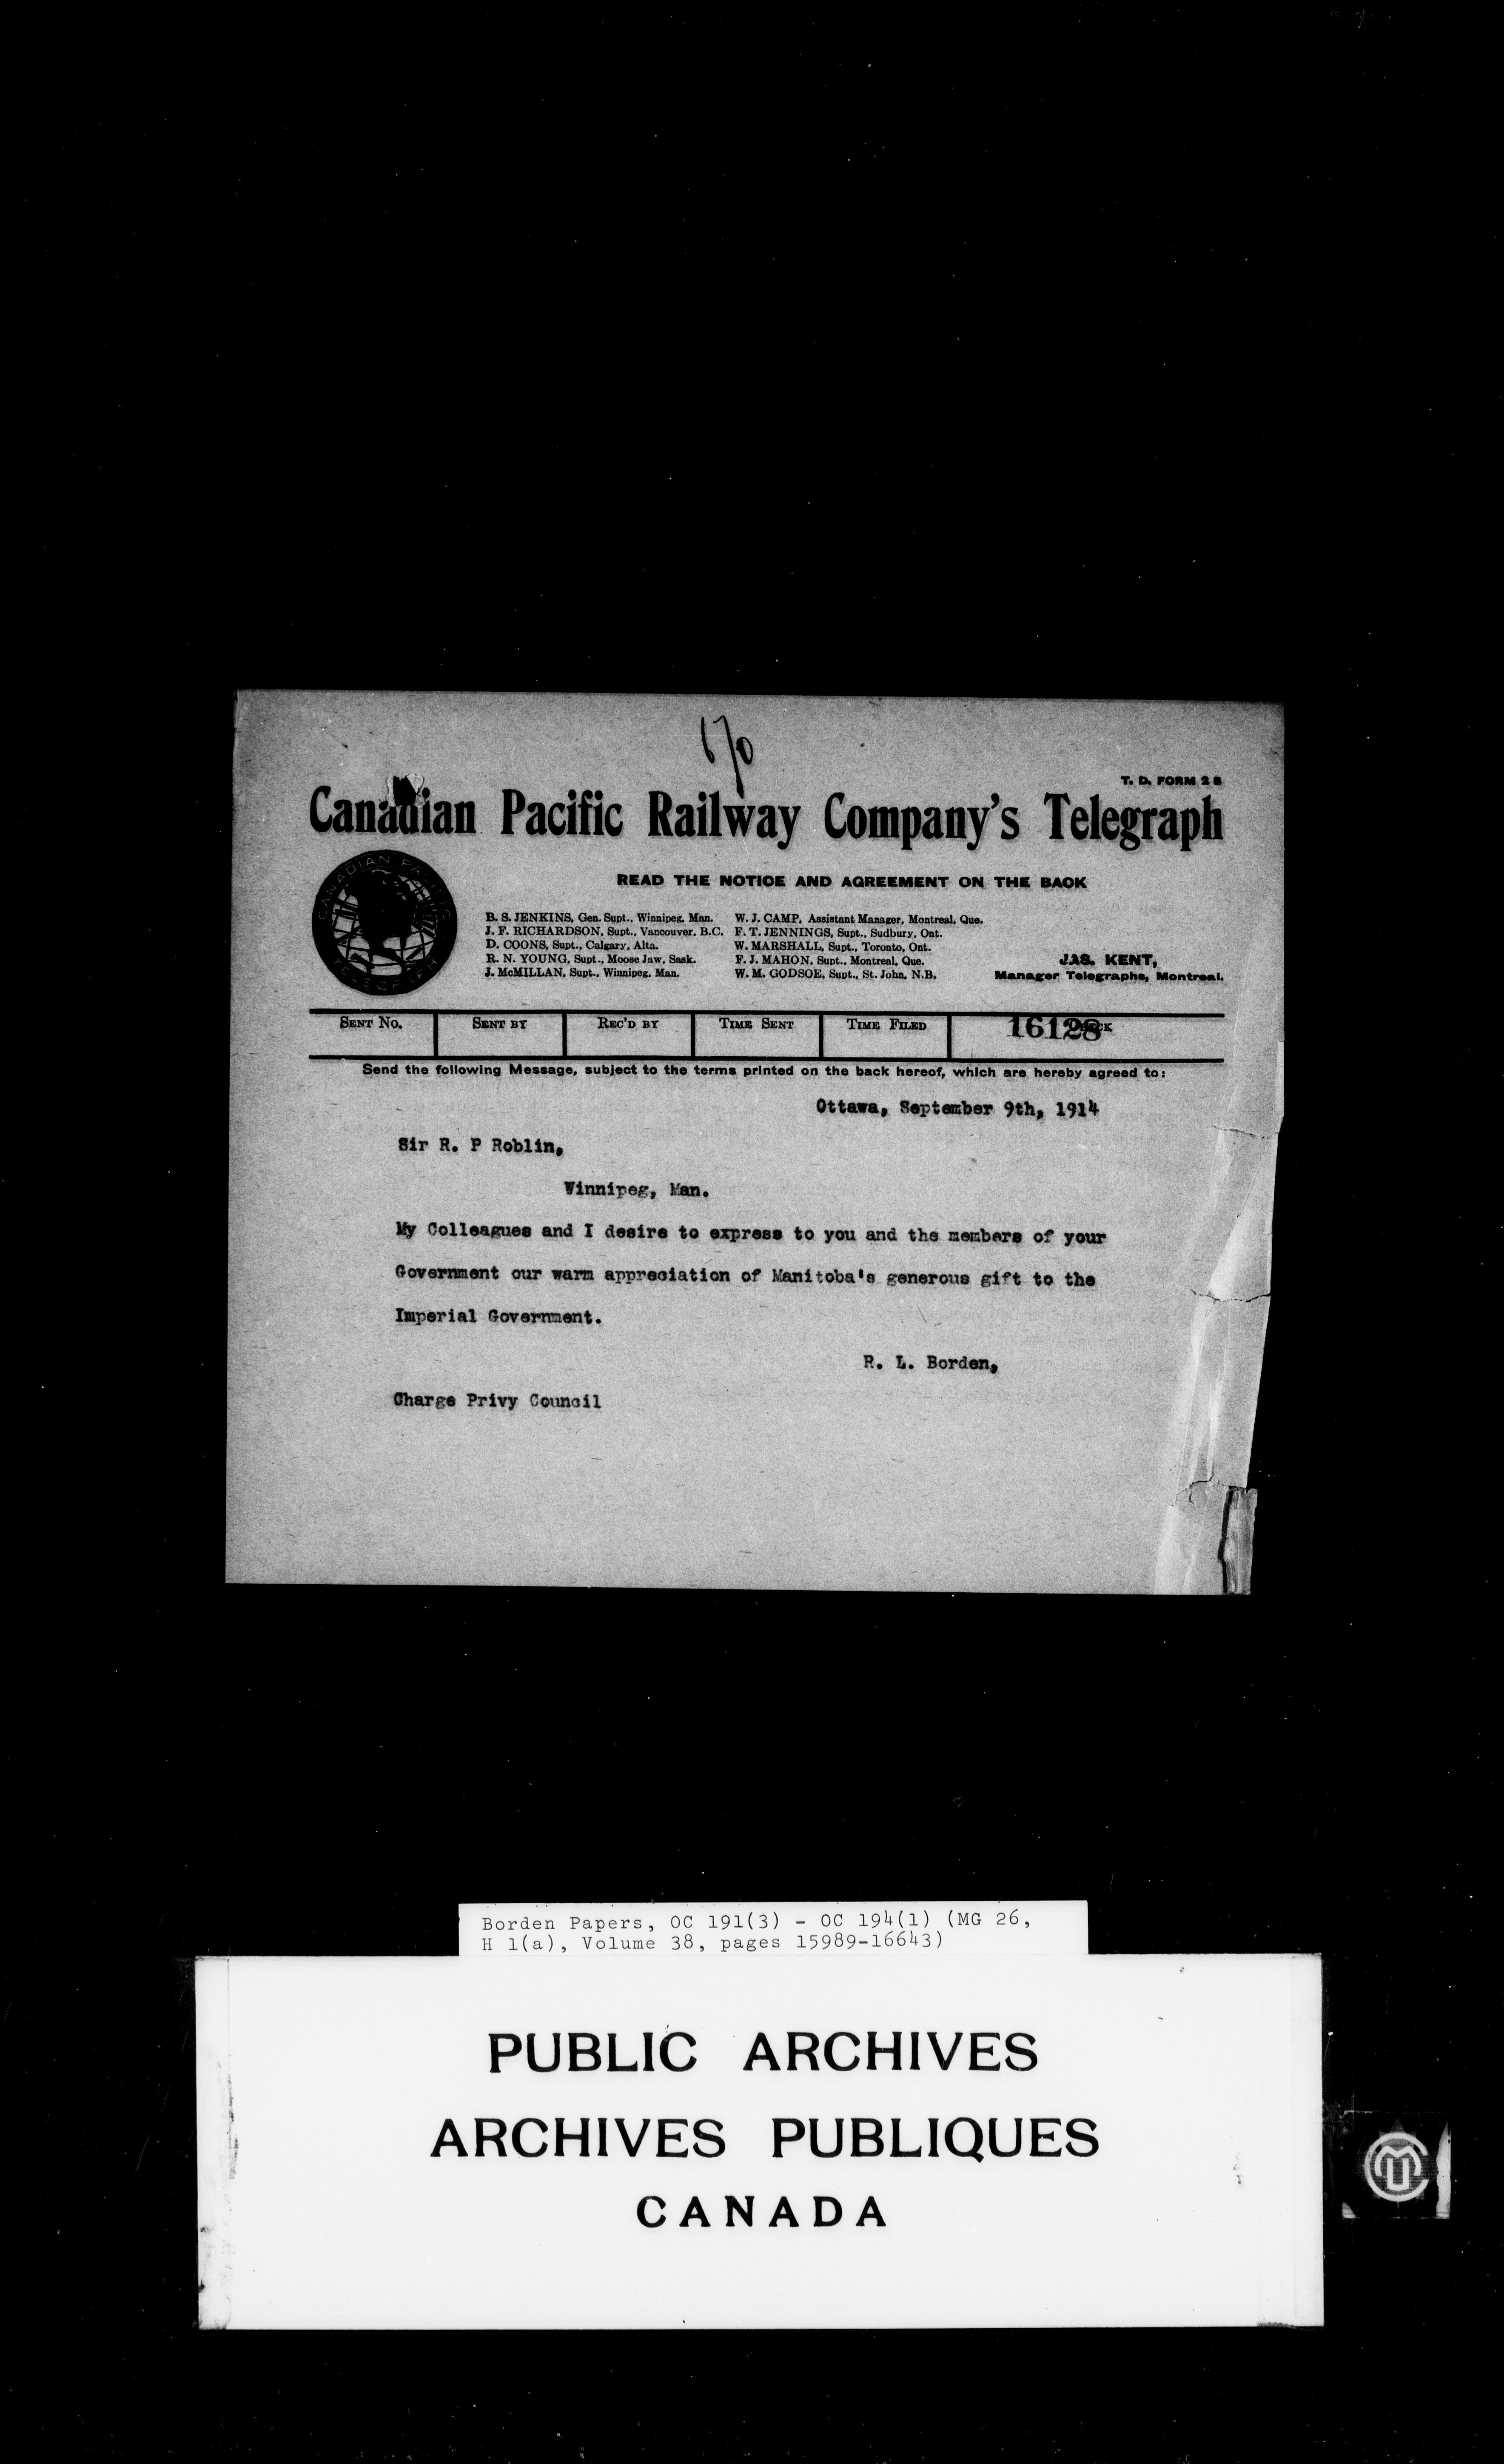 T. D. FORM 2 B
Canadian Pacific Railway Company's Telegraph
CANADIAN PACIFIC
TELEGRAPH
READ THE NOTICE AND AGREEMENT ON THE BACK
B. S. JENKINS, Gen. Supt., Winnipeg, Man.
J. F. RICHARDSON, Supt., Vancouver, B.C.
D. COONS, Supt., Calgary, Alta.
R. N. YOUNG, Supt., Moose Jaw, Sask.
J. McMILLAN, Supt., Winnipeg, Man.
W. J. CAMP, Assistant Manager, Montreal, Que.
F. T. JENNINGS, Supt., Sudbury, Ont.
W. MARSHALL, Supt., Toronto, Ont.
F. J. MAHON, Supt., Montreal, Que.
W. M. GODSOE, Supt., St. John, N.B.
JAS. KENT,
Manager Telegraphs, Montreal.
SENT NO. SENT BY REC'D BY TIME SENT TIME FILED CHECK
16128
Send the following Message, subject to the terms printed on the back hereof, which are hereby agreed to:
Ottawa, September 9th, 1914
Sir R. P Roblin,
Winnipeg, Man.
My Colleagues and I desire to express to you and the members of your
Government our warm appreciation of Manitoba's generous gift to the
Imperial Government.
R. L. Borden,
Charge Privy Council
Borden Papers, OC 191(3) - OC 194(1) (MG 26,
H 1(a), Volume 38, pages 15989-16643)
PUBLIC ARCHIVES
ARCHIVES PUBLIQUES
CANADA